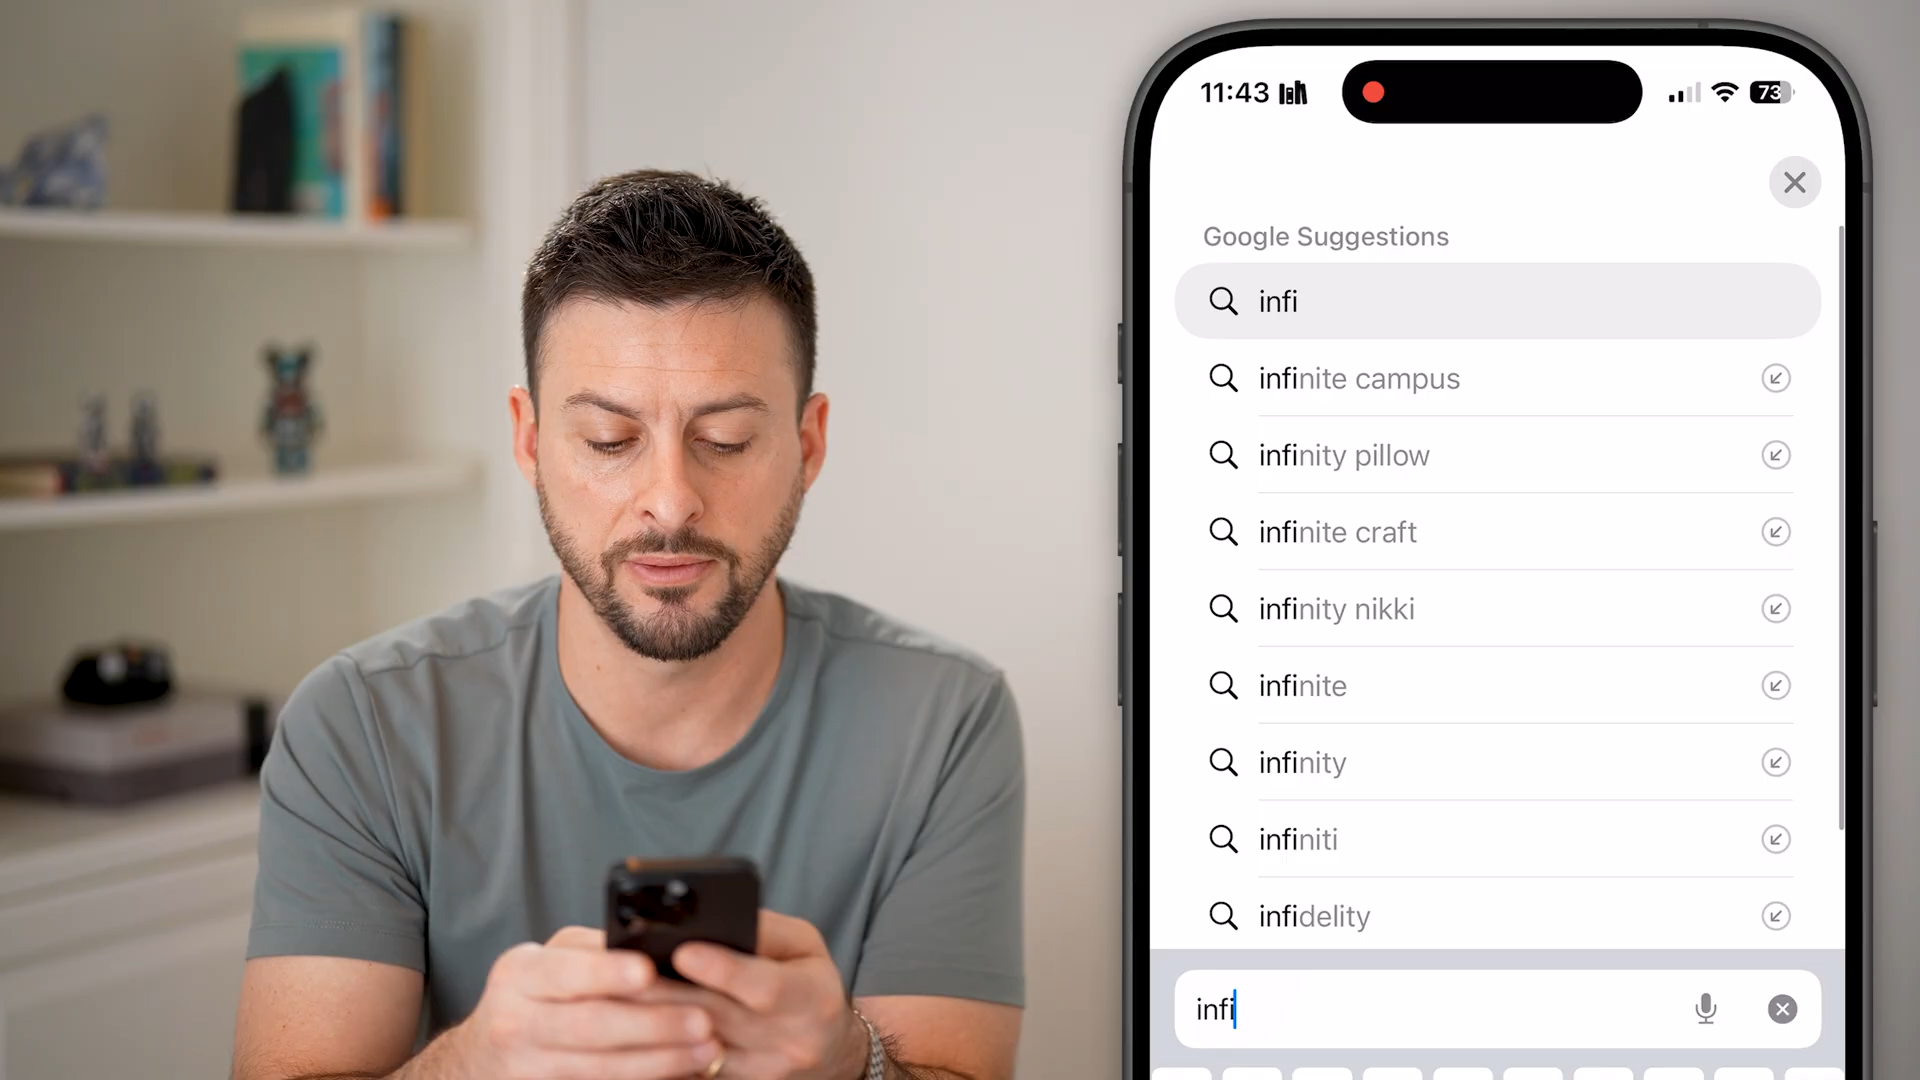 11:43
73
Google Suggestions
infi
infinite campus
infinity pillow
infinite craft
infinity nikki
infinite
infinity
infiniti
infidelity
infi